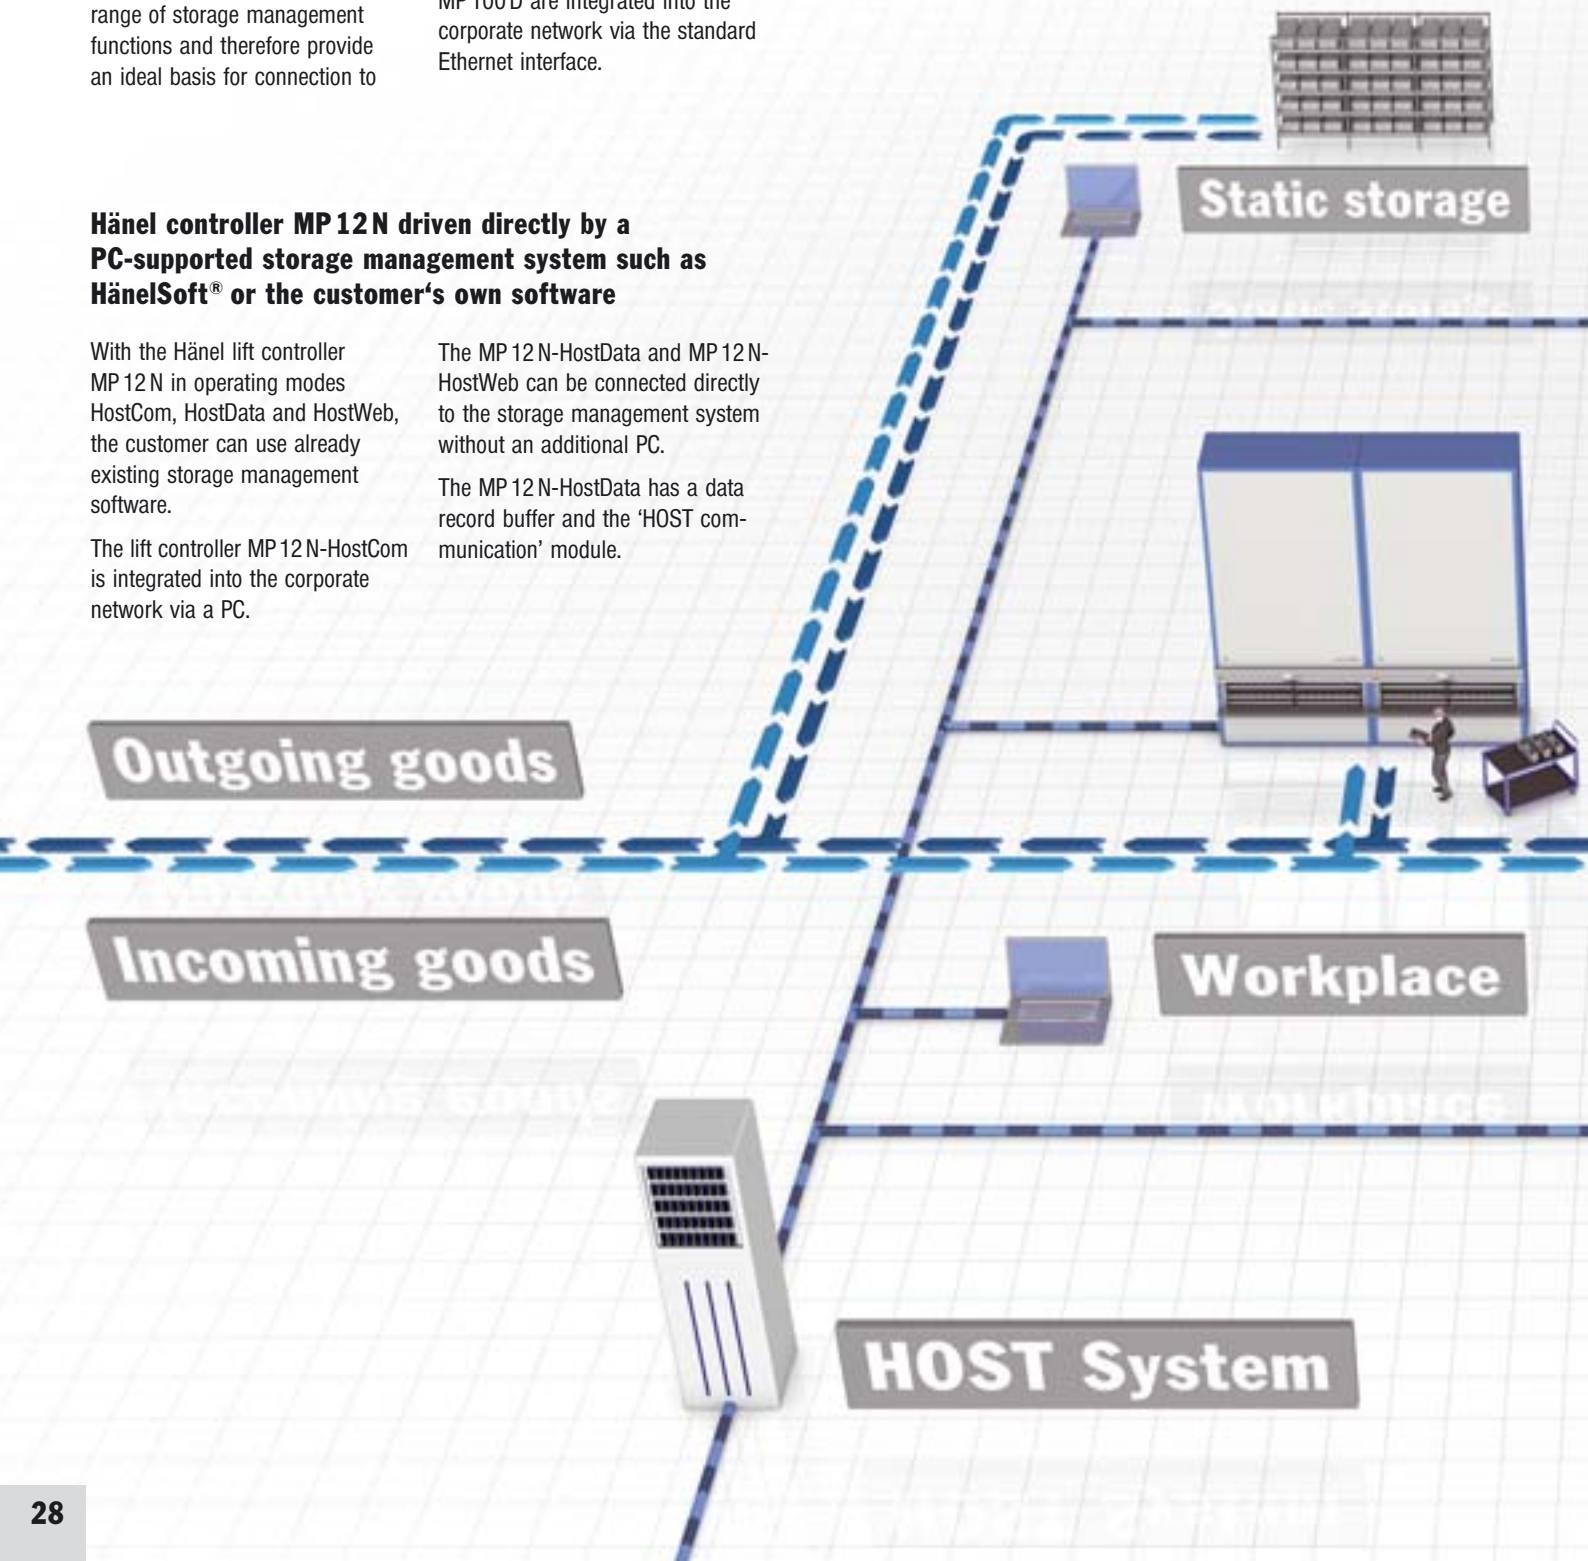 range of storage management
functions and therefore provide
an ideal basis for connection to
MP 100 D are integrated into the
corporate network via the standard
Ethernet interface.
Hänel controller MP 12 N driven directly by a
PC-supported storage management system such as
HänelSoft® or the customer‘s own software
With the Hänel lift controller
MP 12 N in operating modes
HostCom, HostData and HostWeb,
the customer can use already
existing storage management
software.
The lift controller MP 12 N-HostCom
is integrated into the corporate
network via a PC.
The MP 12 N-HostData and MP 12 N-
HostWeb can be connected directly
to the storage management system
without an additional PC.
The MP 12 N-HostData has a data
record buffer and the ‘HOST com-
munication’ module.
Static storage
Outgoing goods
Incoming goods
Workplace
HOST System
28